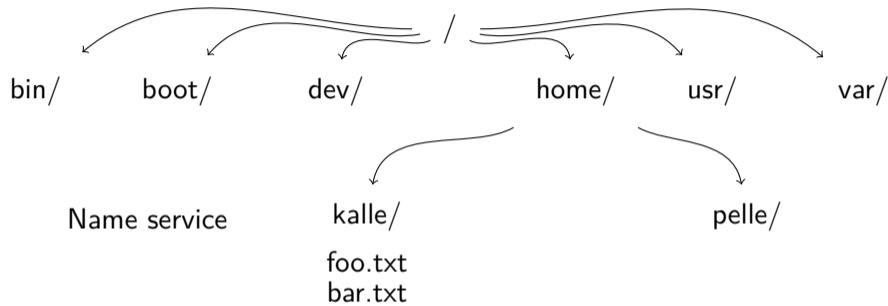 /
bin/ boot/ dev/ home/ usr/ var/
Name service kalle/ pelle/
foo.txt
bar.txt